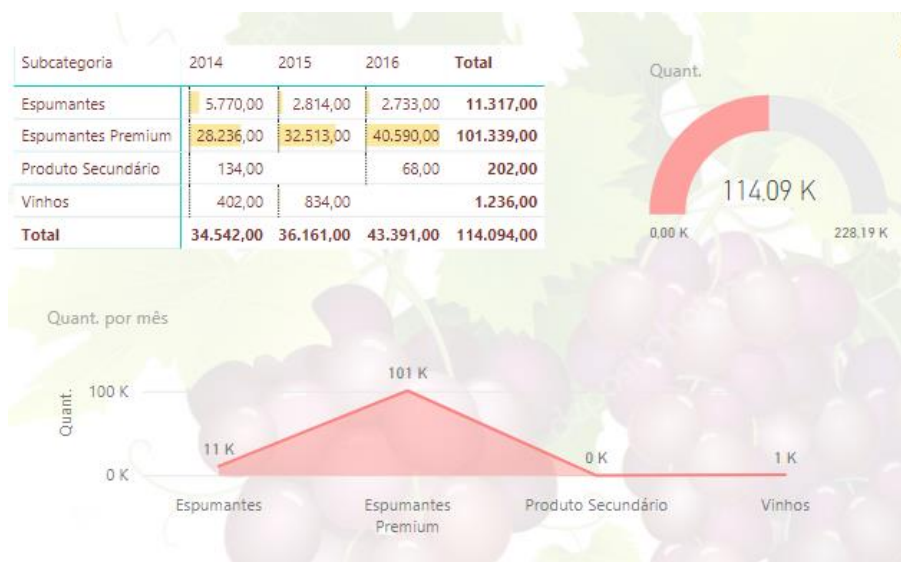 Subcategoria 2014 2015 2016 Total
Espumantes 5.770,00 2.814,00 2.733,00 11.317,00
Espumantes Premium 28.236,00 32.513,00 40.590,00 101.339,00
Produto Secundário 134,00 68,00 202,00
Vinhos 402,00 834,00 1.236,00
Total 34.542,00 36.161,00 43.391,00 114.094,00
Quant.
114.09 K
0,00 K 228,19 K
Quant. por mês
Quant.
100 K
0 K
11 K
101 K
0 K
1 K
Espumantes
Espumantes
Premium
Produto Secundário
Vinhos